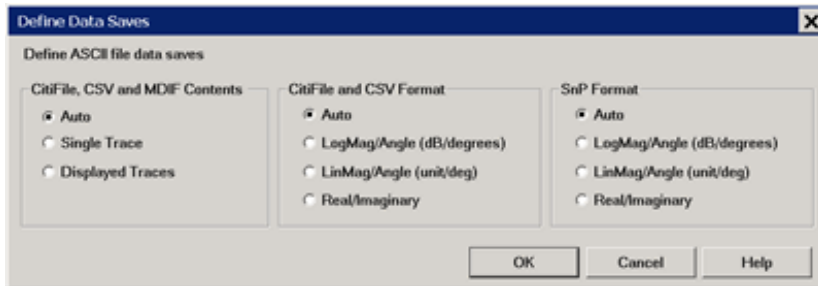 Define Data Saves
Define ASCII file data saves
CitiFile, CSV and MDIF Contents
Auto
Single Trace
Displayed Traces
CitiFile and CSV Format
Auto
LogMag/Angle (dB/degrees)
LinMag/Angle (unit/deg)
Real/Imaginary
SnP Format
Auto
LogMag/Angle (dB/degrees)
LinMag/Angle (unit/deg)
Real/Imaginary
OK
Cancel
Help